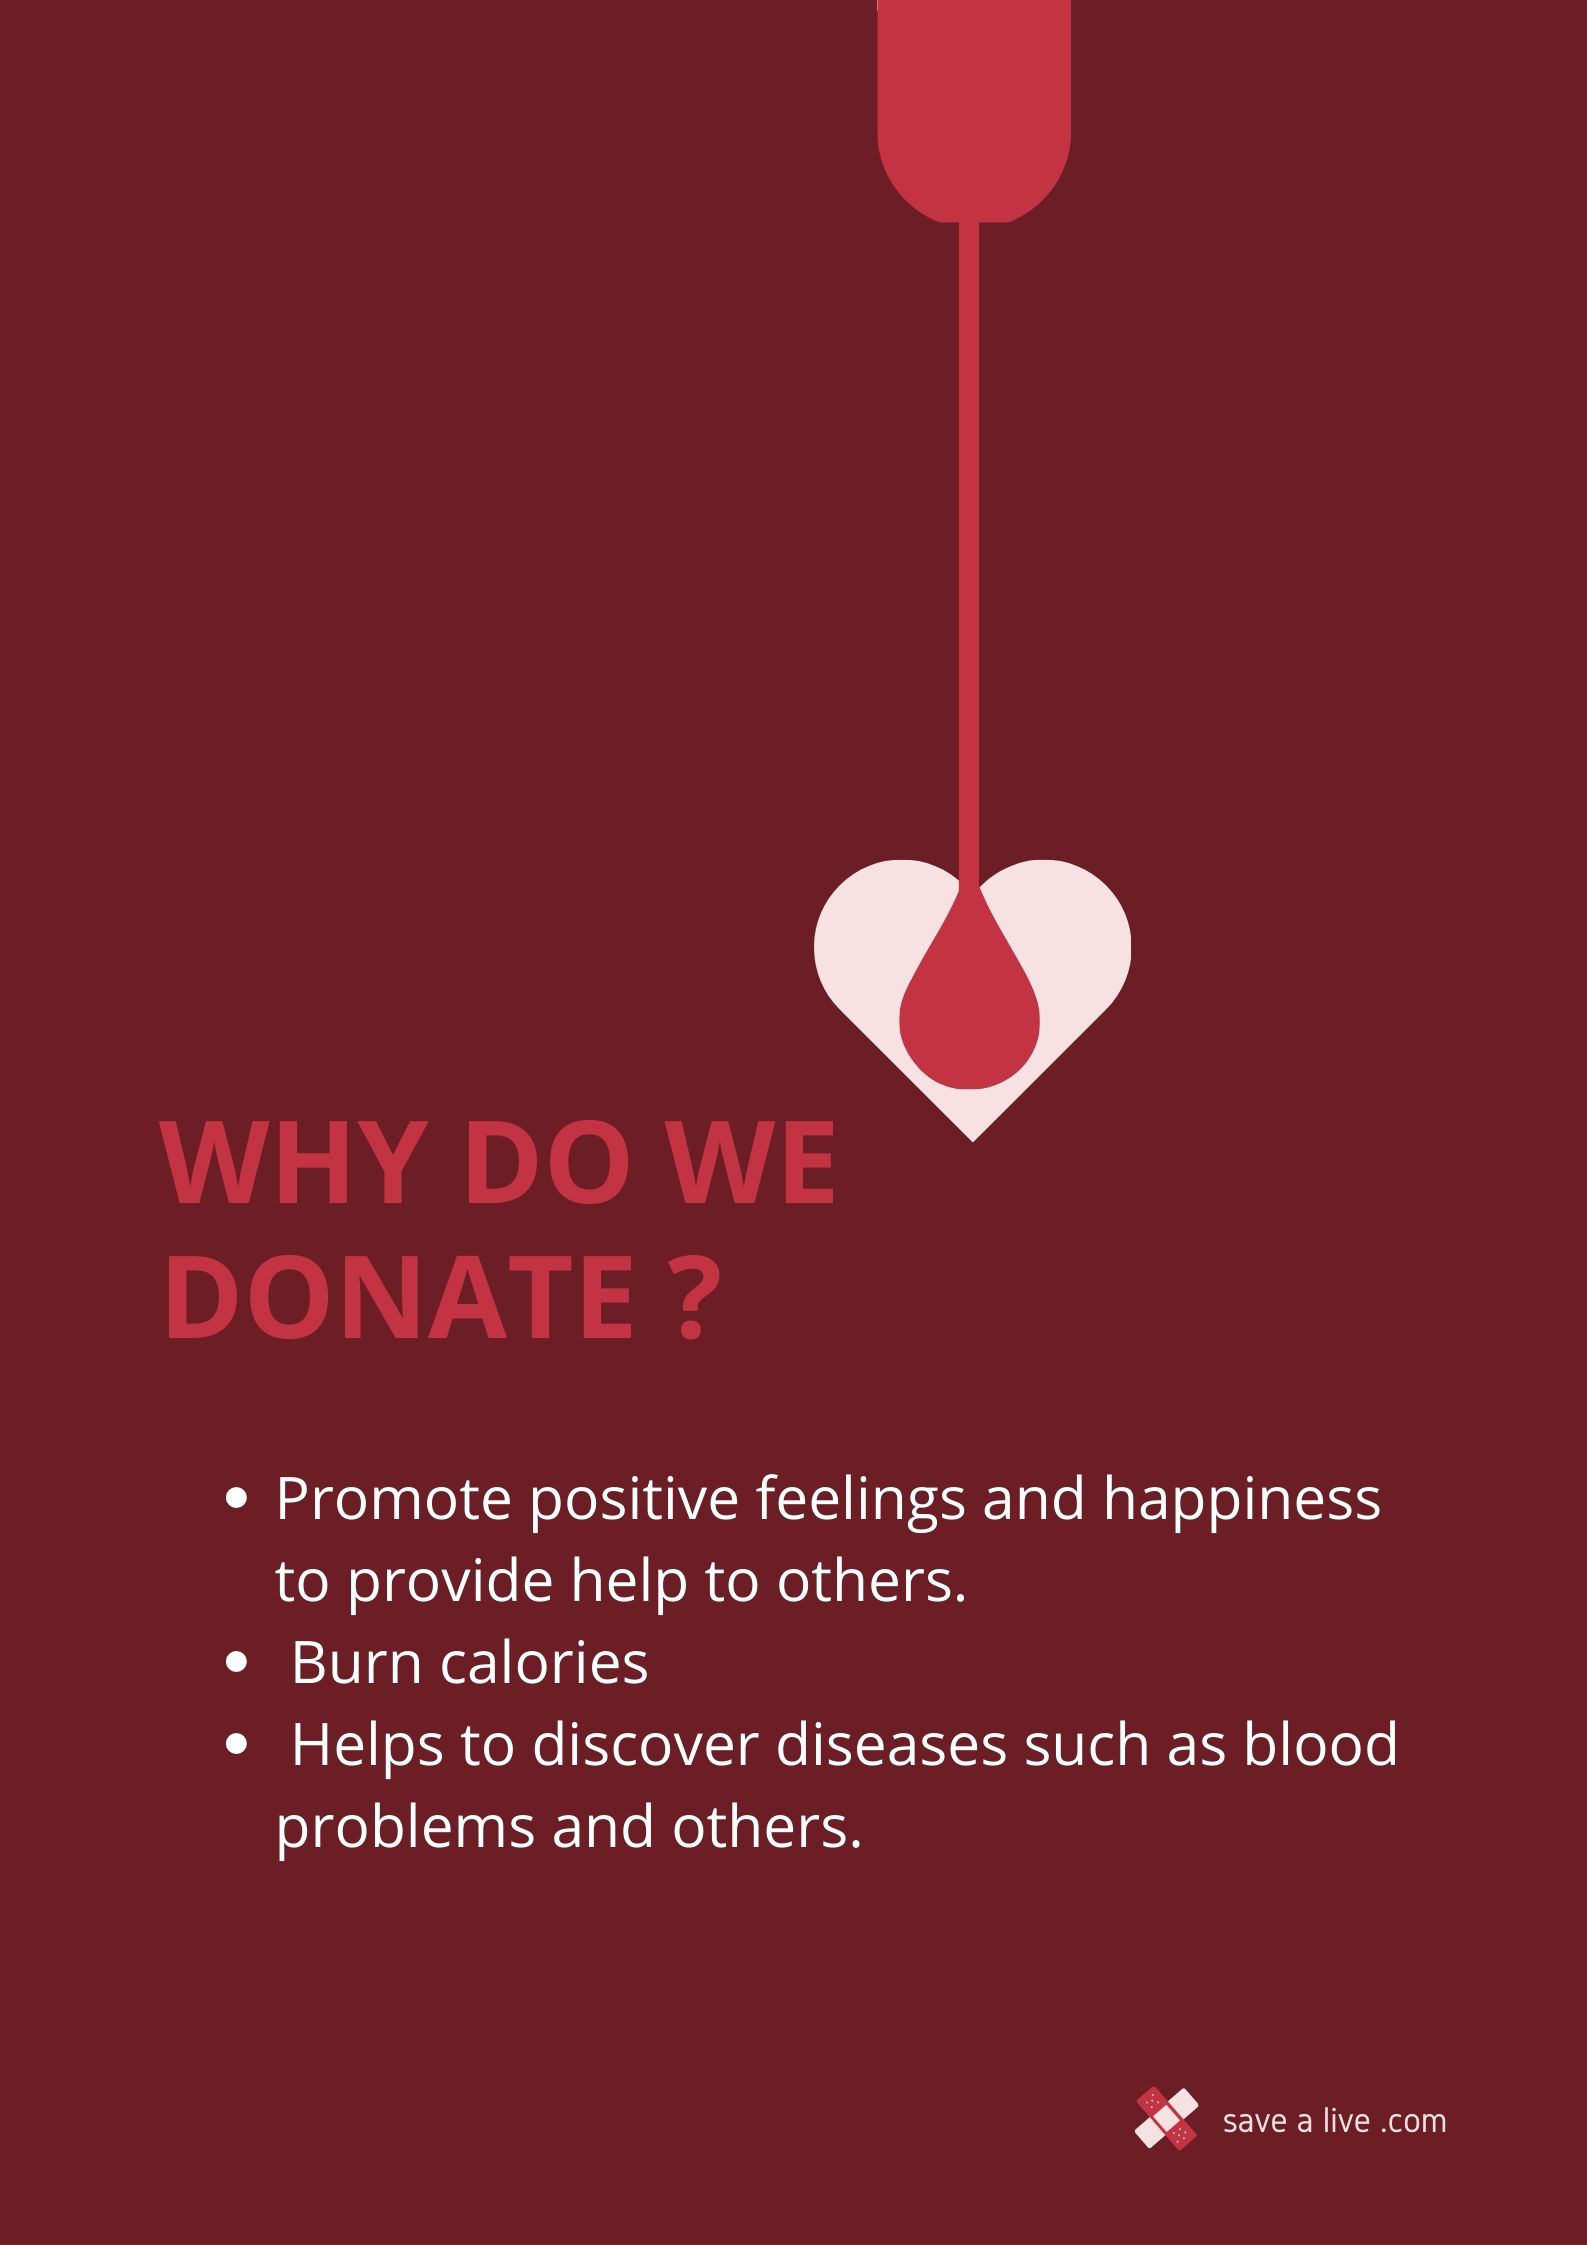 WHY DO WE
DONATE ?
• Promote positive feelings and happiness
to provide help to others.
• Burn calories
• Helps to discover diseases such as blood
problems and others.
save a live .com